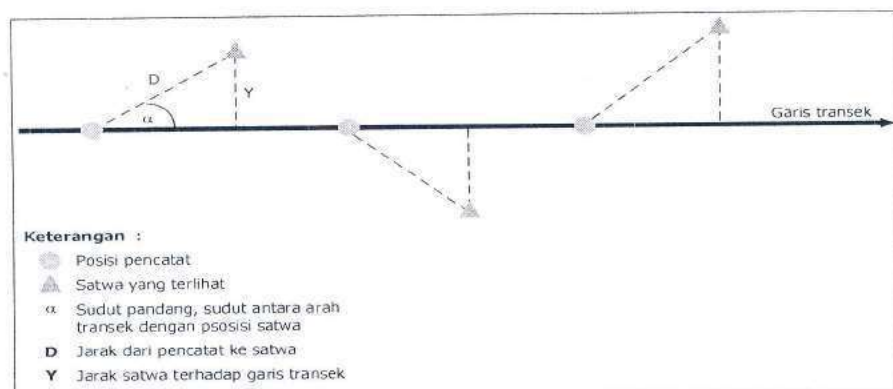 D
Y
α
Garis transek
Keterangan :
Posisi pencatat
Satwa yang terlihat
α Sudut pandang, sudut antara arah
transek dengan psosisi satwa
D Jarak dari pencatat ke satwa
Y Jarak satwa terhadap garis transek